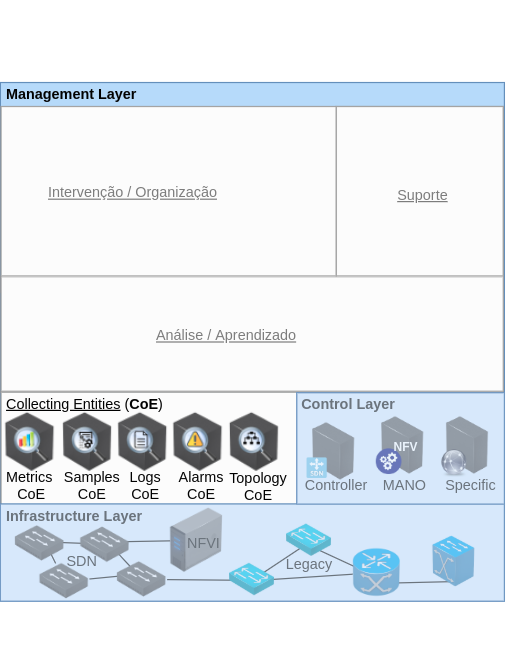 Management Layer
Intervenção / Organização
Suporte
Análise / Aprendizado
Collecting Entities (CoE)
Metrics CoE
Samples CoE
Logs CoE
Alarms CoE
Topology CoE
Control Layer
SDN
NFV
Controller
MANO
Specific
Infrastructure Layer
SDN
NFVI
Legacy